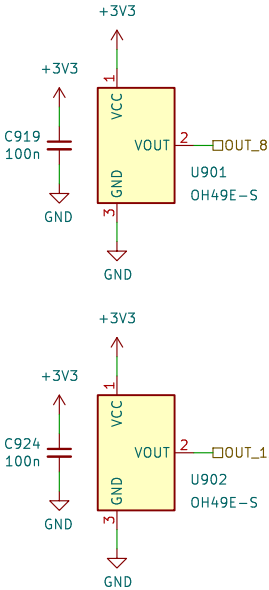 +3V3
+3V3
1
VCC
C919
100n
VOUT
2
OUT_8
GND
U901
OH49E-S
3
GND
GND
+3V3
+3V3
1
VCC
C924
100n
VOUT
2
OUT_1
GND
U902
OH49E-S
3
GND
GND